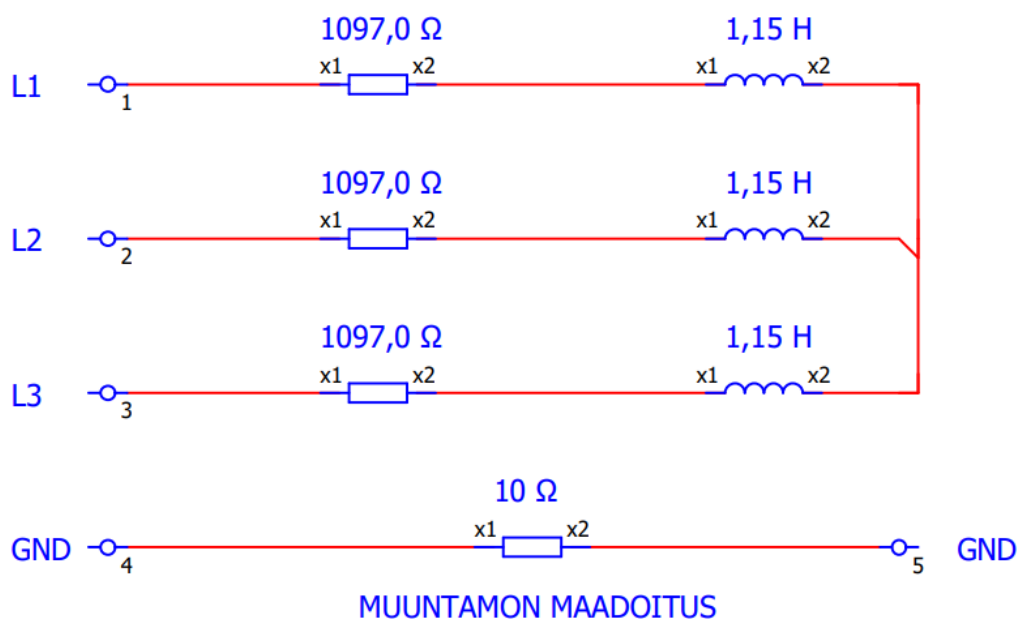 1097,0 Ω 1,15 H
x1 x2 x1 x2
L1
1
1097,0 Ω 1,15 H
x1 x2 x1 x2
L2
2
1097,0 Ω 1,15 H
x1 x2 x1 x2
L3
3
10 Ω
x1 x2
GND GND
4 5
MUUNTAMON MAADOITUS